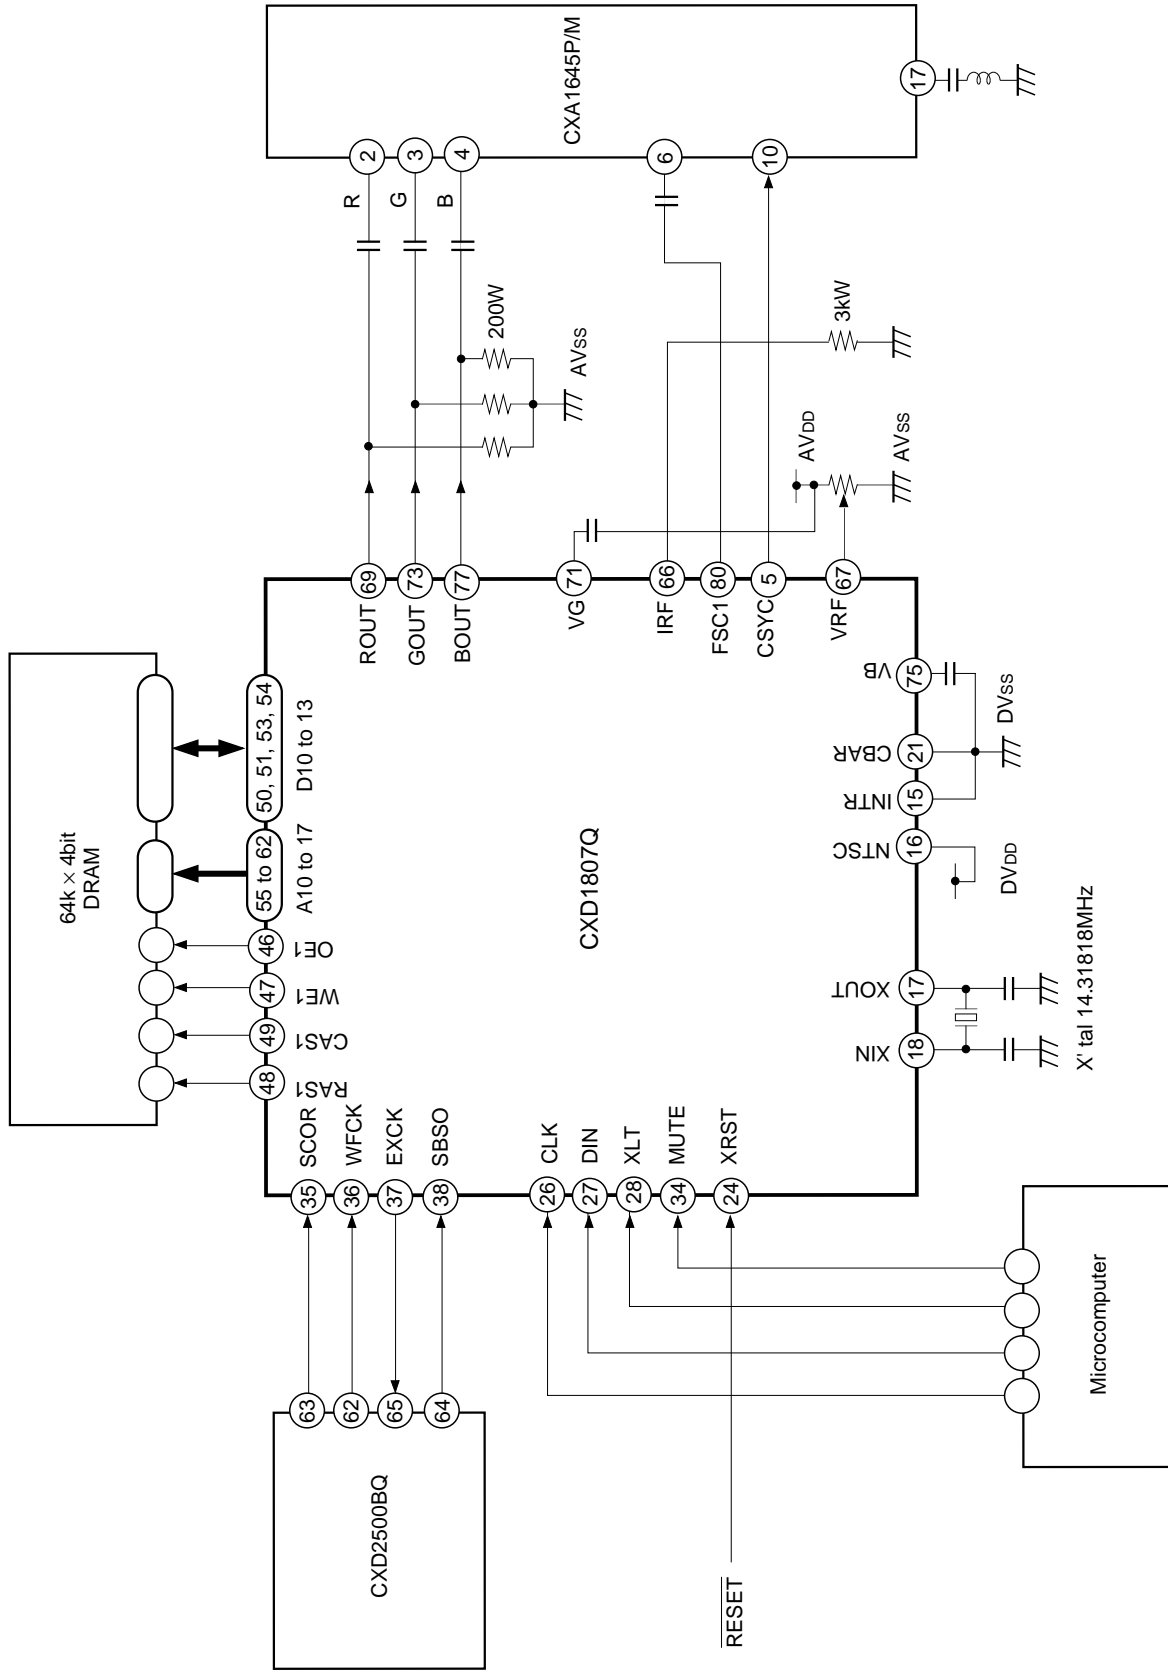 64k × 4bit
DRAM
50, 51, 53, 54
D10 to 13
55 to 62
A10 to 17
46
OE1
47
WE1
49
CAS1
48
RAS1
CXD2500BQ
63
62
65
64
35
SCOR
36
WFCK
37
EXCK
38
SBSO
26
CLK
27
DIN
28
XLT
34
MUTE
24
XRST
RESET
Microcomputer
CXD1807Q
ROUT
69
GOUT
73
BOUT
77
VG
71
IRF
66
FSC1
80
CSYC
5
VRF
67
200W
AVSS
AVDD
AVSS
3kW
R
G
B
2
3
4
6
10
17
CXA1645P/M
XIN
18
XOUT
17
X' tal 14.31818MHz
NTSC
16
DVDD
INTR
15
CBAR
21
VB
75
DVSS